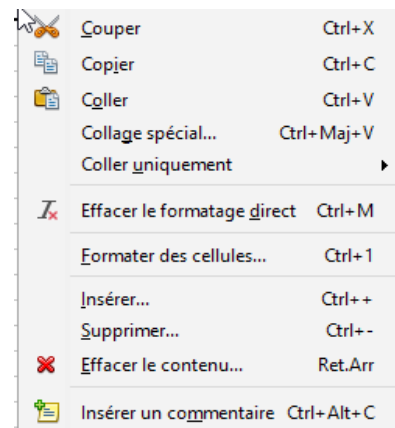 Couper Ctrl+X
Copier Ctrl+C
Coller Ctrl+V
Collage spécial... Ctrl+Maj+V
Coller uniquement
Effacer le formatage direct Ctrl+M
Formater des cellules... Ctrl+1
Insérer... Ctrl++
Supprimer... Ctrl+-
Effacer le contenu... Ret.Arr
Insérer un commentaire Ctrl+Alt+C